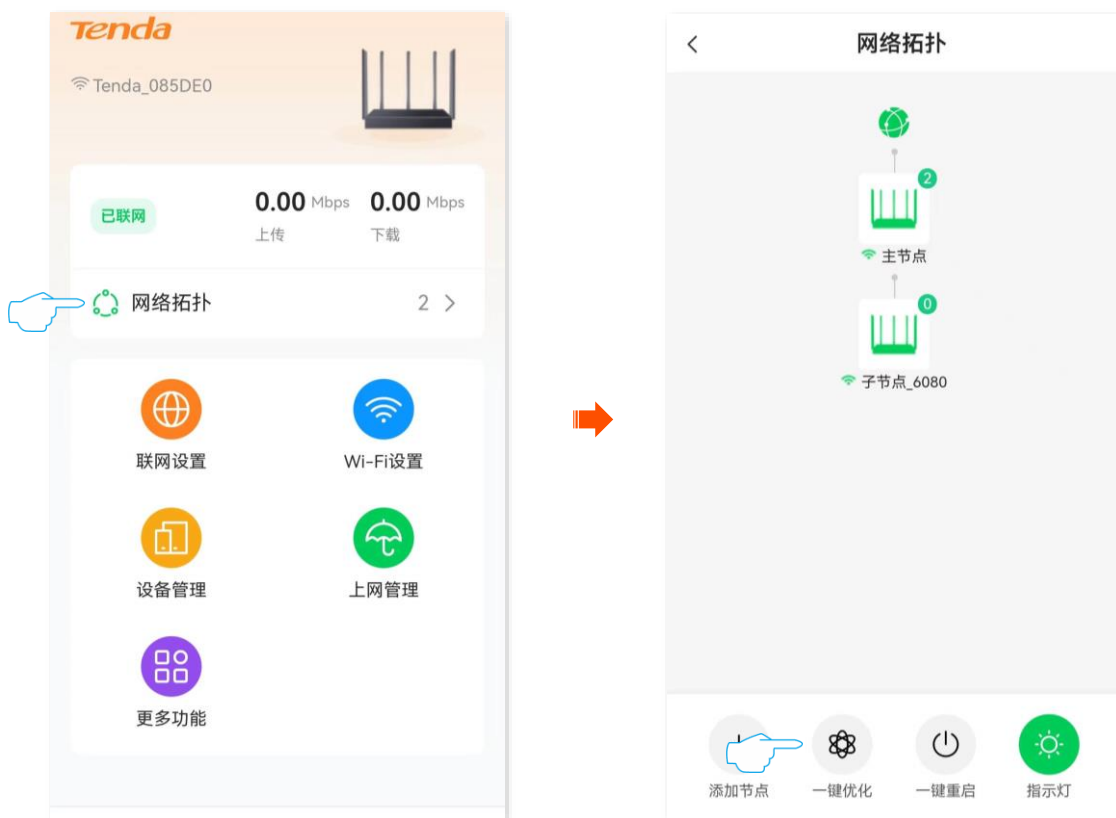 Tenda
Tenda_085DE0
已联网
0.00 Mbps 0.00 Mbps
上传 下载
网络拓扑 2
联网设置 Wi-Fi设置
设备管理 上网管理
更多功能
网络拓扑
2
主节点
0
子节点_6080
添加节点 一键优化 一键重启 指示灯